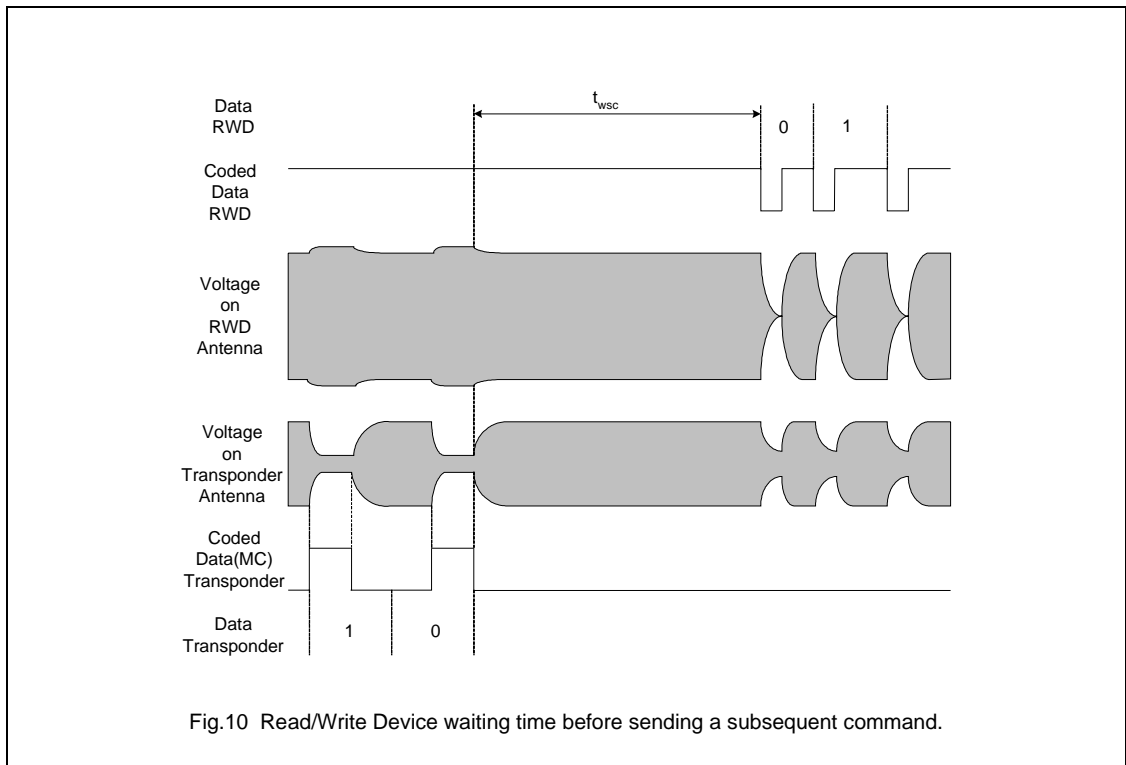 Data
RWD
t_wsc
0 1
Coded
Data
RWD
Voltage
on
RWD
Antenna
Voltage
on
Transponder
Antenna
Coded
Data(MC)
Transponder
Data
Transponder
1 0
Fig.10 Read/Write Device waiting time before sending a subsequent command.